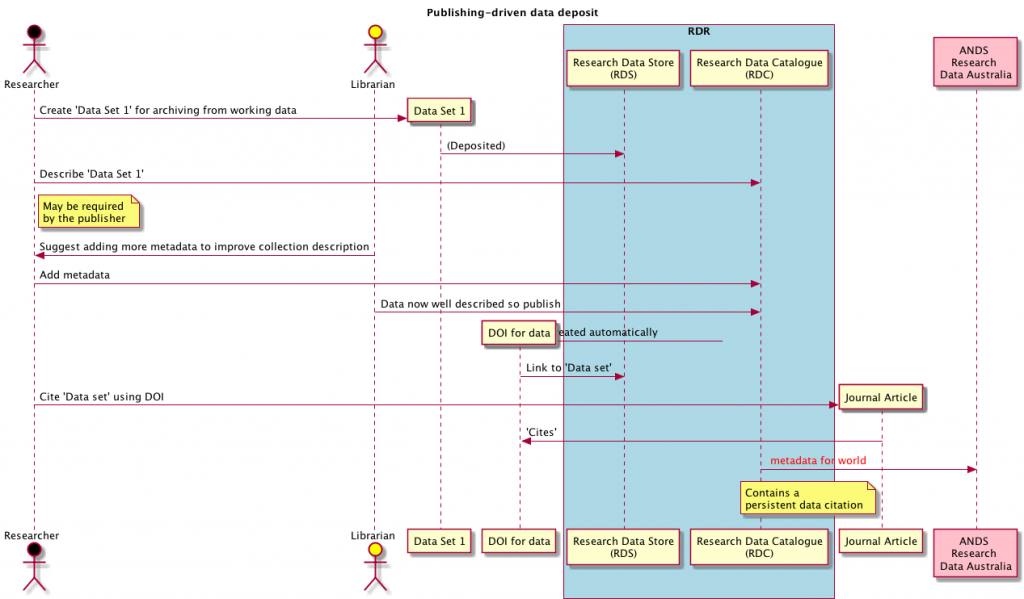 Publishing-driven data deposit
RDR
Researcher
Librarian
Research Data Store
(RDS)
Research Data Catalogue
(RDC)
ANDS
Research
Data Australia
Create 'Data Set 1' for archiving from working data
Data Set 1
(Deposited)
Describe 'Data Set 1'
May be required
by the publisher
Suggest adding more metadata to improve collection description
Add metadata
Data now well described so publish
DOI for data
eated automatically
Link to 'Data set'
Cite 'Data set' using DOI
Journal Article
'Cites'
metadata for world
Contains a
persistent data citation
Researcher
Librarian
Data Set 1
DOI for data
Research Data Store
(RDS)
Research Data Catalogue
(RDC)
Journal Article
ANDS
Research
Data Australia